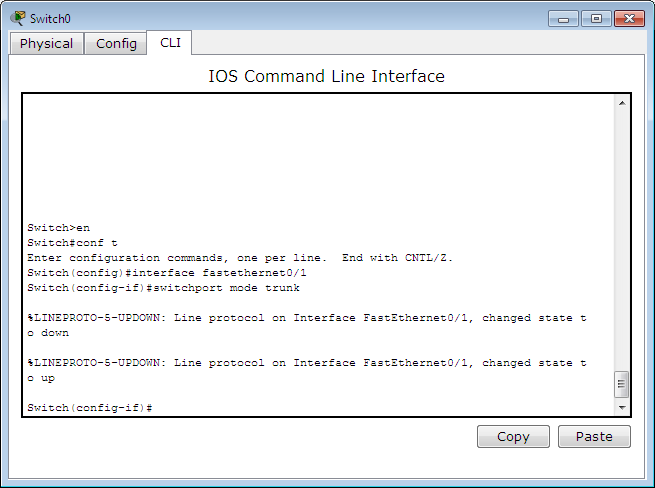 Switch0
Physical Config CLI
IOS Command Line Interface
Switch>en
Switch#conf t
Enter configuration commands, one per line.  End with CNTL/Z.
Switch(config)#interface fastethernet0/1
Switch(config-if)#switchport mode trunk
%LINEPROTO-5-UPDOWN: Line protocol on Interface FastEthernet0/1, changed state t
o down
%LINEPROTO-5-UPDOWN: Line protocol on Interface FastEthernet0/1, changed state t
o up
Switch(config-if)#
Copy Paste